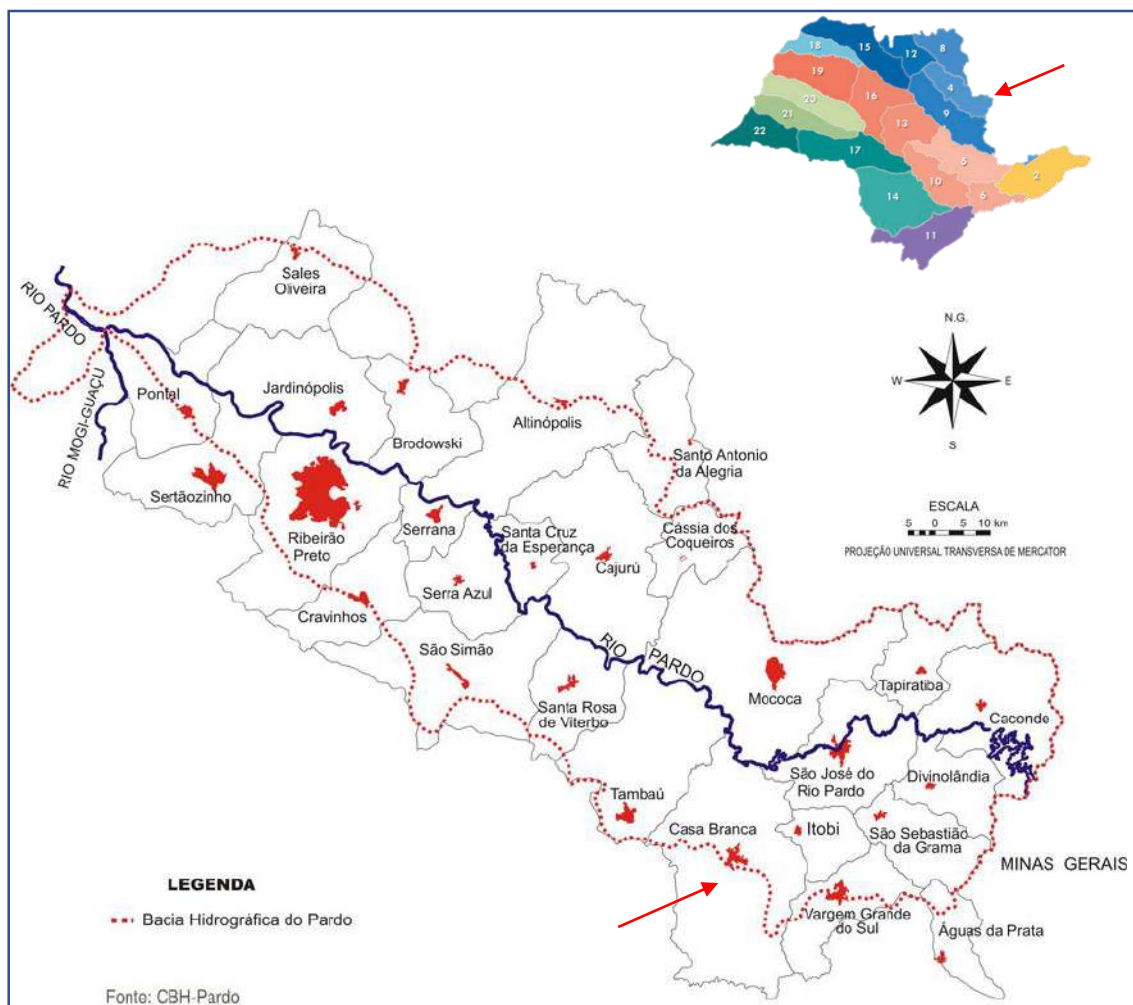 18
15
12
8
19
4
16
9
20
21
13
22
17
5
2
10
6
14
11
Sales
Oliveira
RIO PARDO
RIO MOGI-GUAÇU
Pontal
Jardinópolis
Brodowski
Altinópolis
Santo Antonio
da Alegria
Sertãozinho
Ribeirão
Preto
Serrana
Santa Cruz
da Esperança
Cajurú
Cássia dos
Coqueiros
Serra Azul
Cravinhos
São Simão
Santa Rosa
de Viterbo
RIO PARDO
Mococa
Tapiratiba
Caconde
São José do
Rio Pardo
Divinolândia
Tambaú
Casa Branca
Itobi
São Sebastião
da Grama
MINAS GERAIS
Vargem Grande
do Sul
Águas da Prata
N.G.
W
E
S
ESCALA
5 0 5 10 km
PROJEÇÃO UNIVERSAL TRANSVERSA DE MERCATOR
LEGENDA
Bacia Hidrográfica do Pardo
Fonte: CBH-Pardo